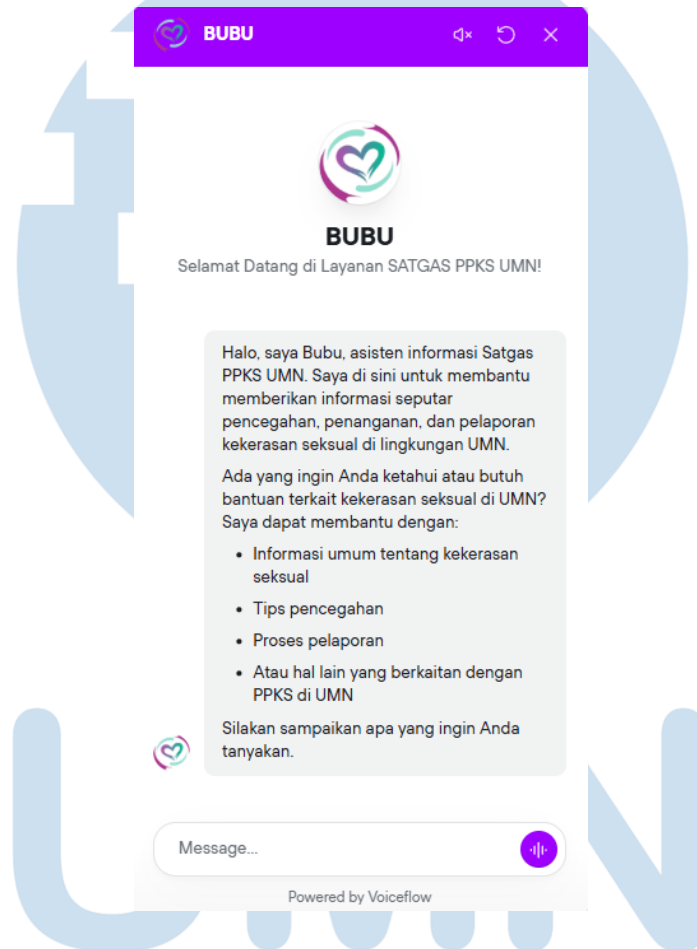 BUBU
BUBU
Selamat Datang di Layanan SATGAS PPKS UMN!
Halo, saya Bubu, asisten informasi Satgas
PPKS UMN. Saya di sini untuk membantu
memberikan informasi seputar
pencegahan, penanganan, dan pelaporan
kekerasan seksual di lingkungan UMN.
Ada yang ingin Anda ketahui atau butuh
bantuan terkait kekerasan seksual di UMN?
Saya dapat membantu dengan:
• Informasi umum tentang kekerasan
seksual
• Tips pencegahan
• Proses pelaporan
• Atau hal lain yang berkaitan dengan
PPKS di UMN
Silakan sampaikan apa yang ingin Anda
tanyakan.
Message...
Powered by Voiceflow
UMN